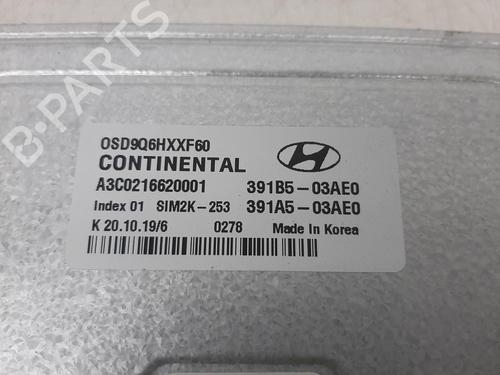 B-PARTS
OSD9Q6HXXF60
CONTINENTAL
A3C0216620001 391B5-03AE0
Index 01 SIM2K-253 391A5-03AE0
K 20.10.19/6 0278 Made In Korea